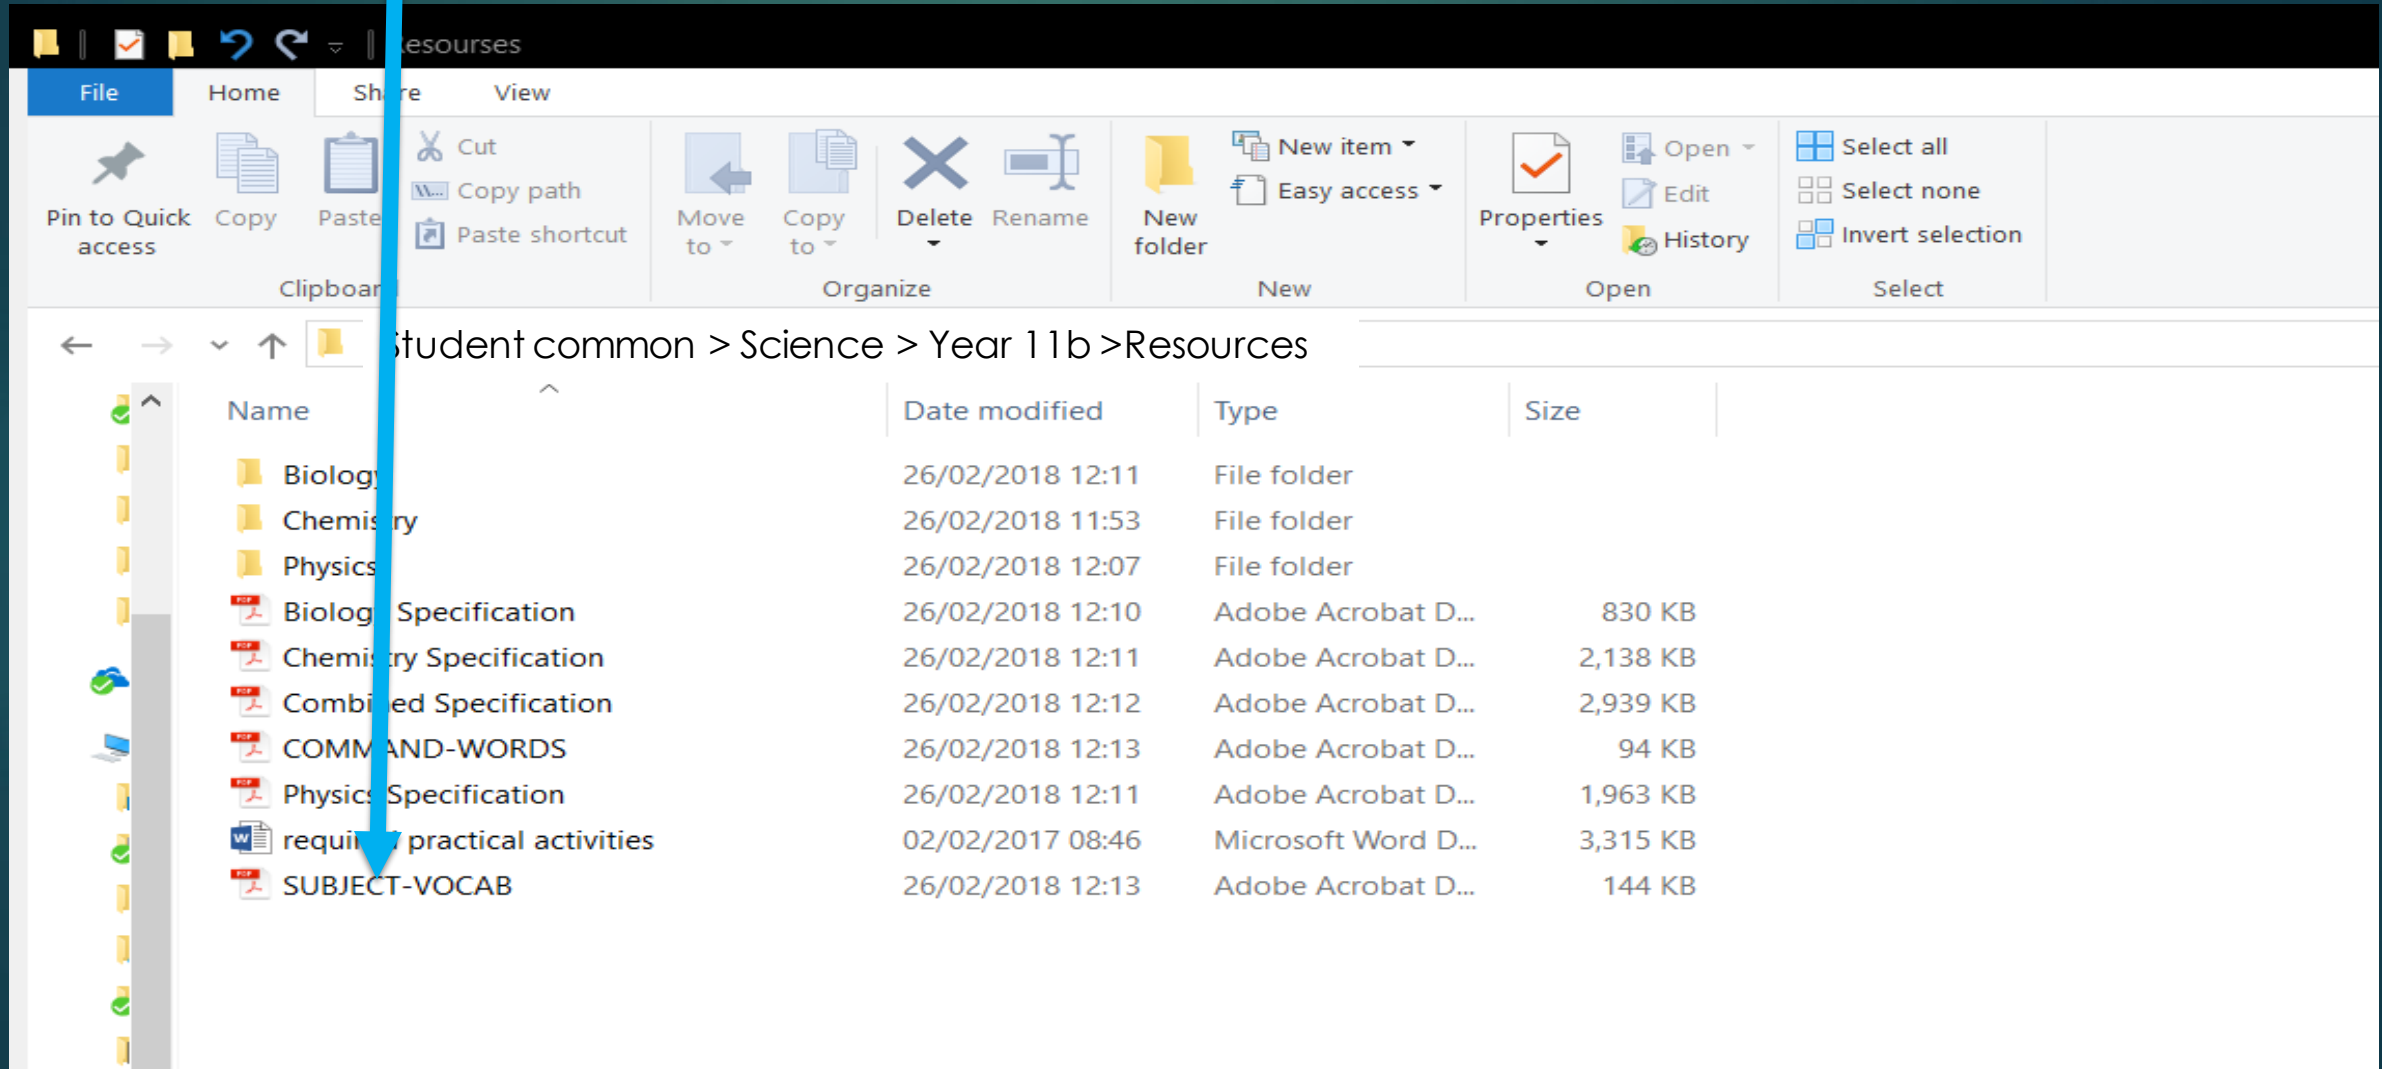 esourses
File Home Share View
Pin to Quick access Copy Paste Cut Copy path Paste shortcut
Move to Copy to Delete Rename New folder New item Easy access
Properties Open Edit History Select all Select none Invert selection
Clipboard Organize New Open Select
Student common > Science > Year 11b >Resources
Name Date modified Type Size
Biology 26/02/2018 12:11 File folder
Chemistry 26/02/2018 11:53 File folder
Physics 26/02/2018 12:07 File folder
Biology Specification 26/02/2018 12:10 Adobe Acrobat D... 830 KB
Chemistry Specification 26/02/2018 12:11 Adobe Acrobat D... 2,138 KB
Combined Specification 26/02/2018 12:12 Adobe Acrobat D... 2,939 KB
COMMAND-WORDS 26/02/2018 12:13 Adobe Acrobat D... 94 KB
Physics Specification 26/02/2018 12:11 Adobe Acrobat D... 1,963 KB
required practical activities 02/02/2017 08:46 Microsoft Word D... 3,315 KB
SUBJECT-VOCAB 26/02/2018 12:13 Adobe Acrobat D... 144 KB